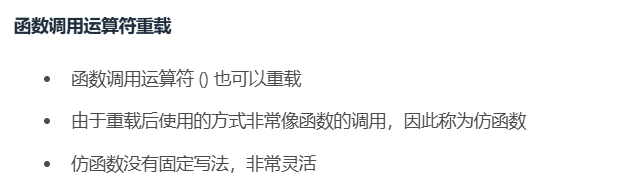 函数调用运算符重载
• 函数调用运算符 () 也可以重载
• 由于重载后使用的方式非常像函数的调用，因此称为仿函数
• 仿函数没有固定写法，非常灵活